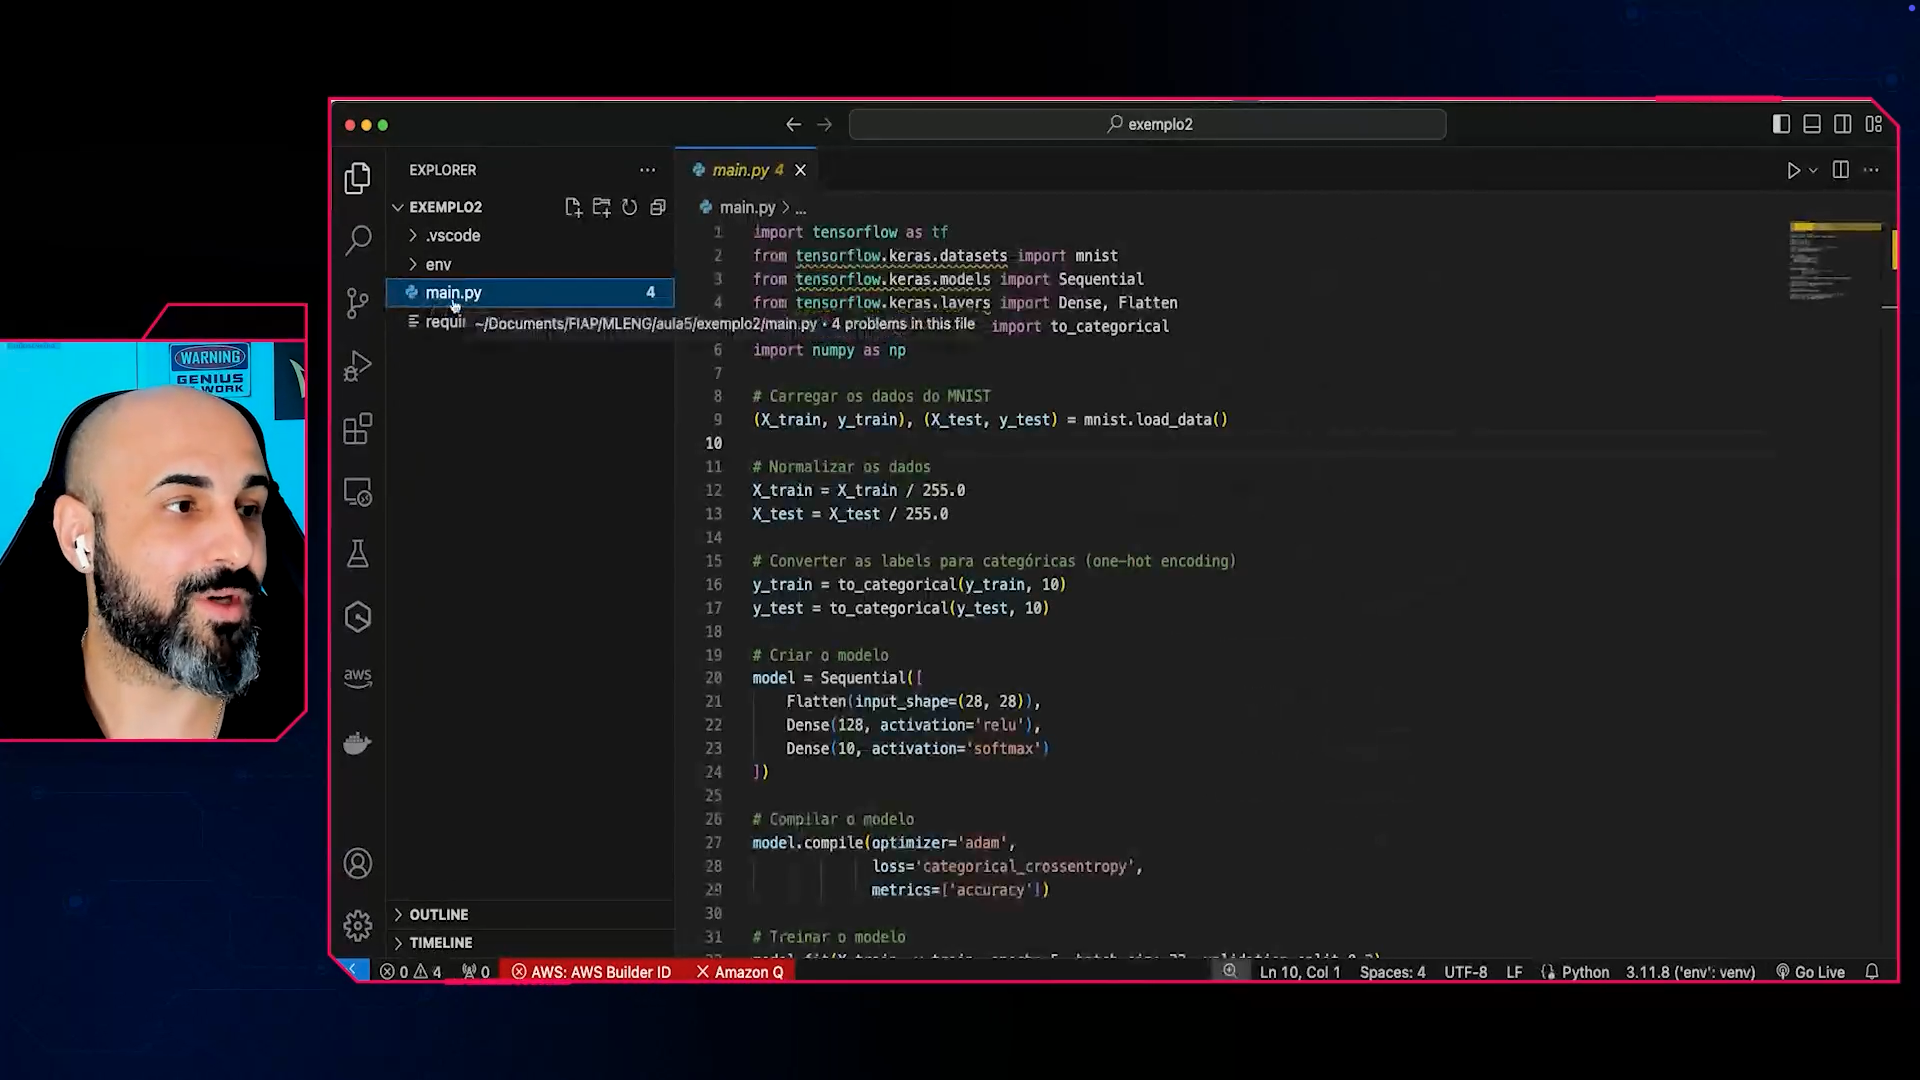 exemplo2
EXPLORER
main.py 4
EXEMPLO2
main.py > ...
.vscode
env
main.py 4
requi
~/Documents/FIAP/MLENG/aula5/exemplo2/main.py • 4 problems in this file
1 import tensorflow as tf
2 from tensorflow.keras.datasets import mnist
3 from tensorflow.keras.models import Sequential
4 from tensorflow.keras.layers import Dense, Flatten
import to_categorical
6 import numpy as np
7
8 # Carregar os dados do MNIST
9 (X_train, y_train), (X_test, y_test) = mnist.load_data()
10
11 # Normalizar os dados
12 X_train = X_train / 255.0
13 X_test = X_test / 255.0
14
15 # Converter as labels para categóricas (one-hot encoding)
16 y_train = to_categorical(y_train, 10)
17 y_test = to_categorical(y_test, 10)
18
19 # Criar o modelo
20 model = Sequential([
21 Flatten(input_shape=(28, 28)),
22 Dense(128, activation='relu'),
23 Dense(10, activation='softmax')
24 ])
25
26 # Compilar o modelo
27 model.compile(optimizer='adam',
28 loss='categorical_crossentropy',
29 metrics=['accuracy'])
30
31 # Treinar o modelo
WARNING
GENIUS
WORK
aws
OUTLINE
TIMELINE
0 4 0 AWS: AWS Builder ID Amazon Q
Ln 10, Col 1 Spaces: 4 UTF-8 LF Python 3.11.8 ('env': venv) Go Live